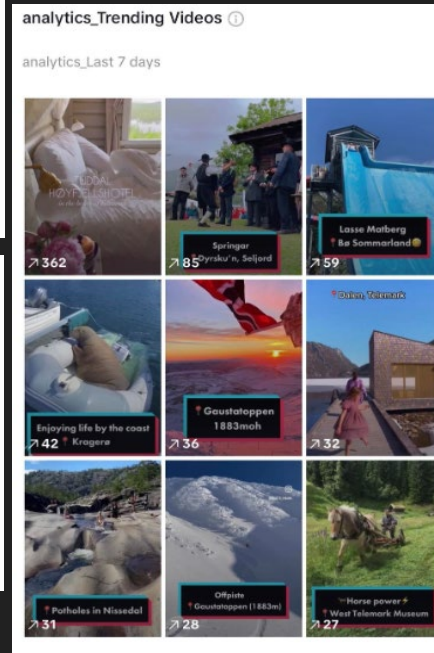 analytics_Trending Videos
analytics_Last 7 days
HØYFJELLSHOTEL
362
Springar
Dyrsku'n, Seljord
85
Lasse Matberg
Bø Sommarland
59
Enjoying life by the coast
Kragerø
42
Gaustatoppen
1883moh
36
Dalen, Telemark
32
Potholes in Nissedal
31
Offpiste
Gaustatoppen (1883m)
28
Horse power
West Telemark Museum
27